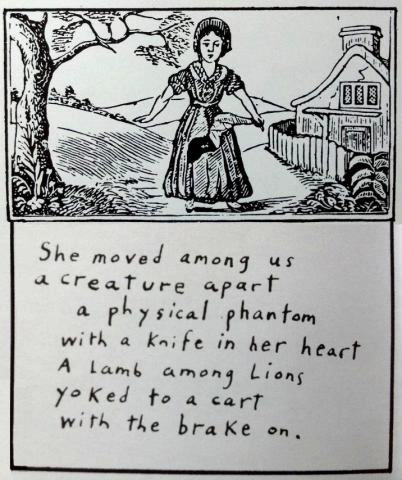 She moved among us
a creature apart
a physical phantom
with a knife in her heart
A Lamb among Lions
yoked to a cart
with the brake on.